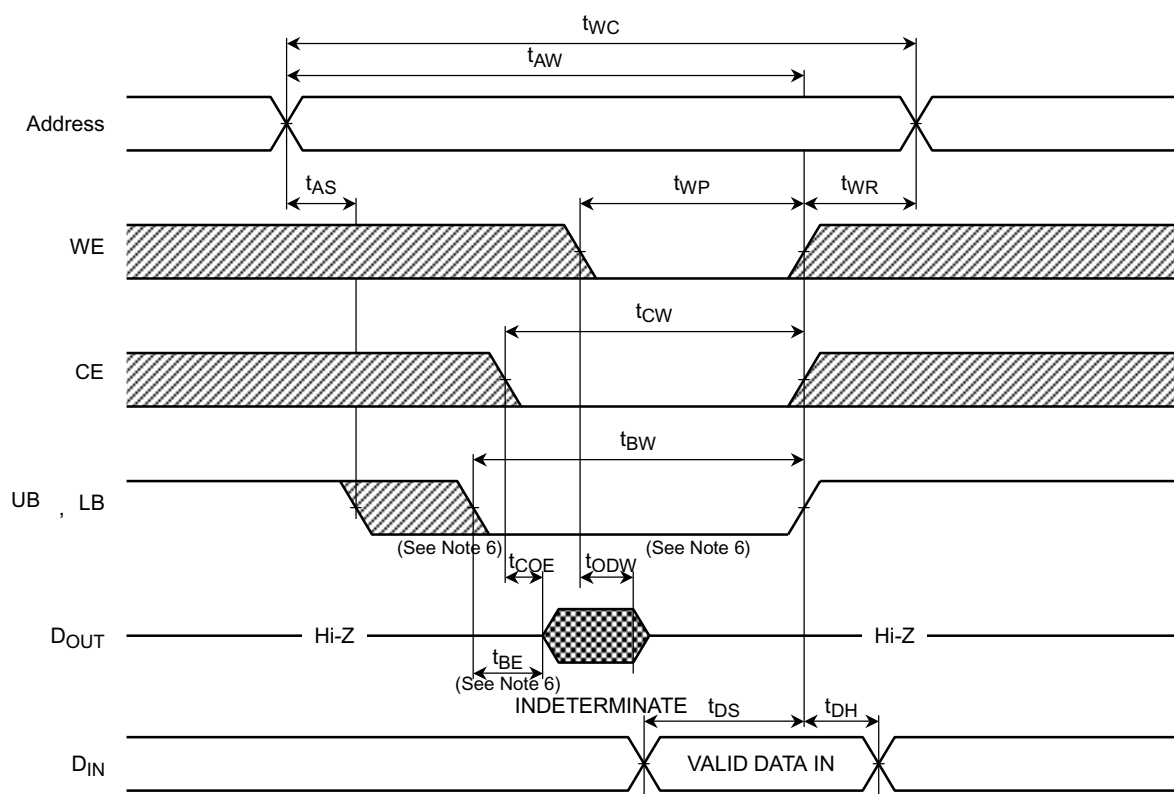 tWC
tAW
Address
tAS
tWP
tWR
WE
tCW
CE
tBW
UB , LB
(See Note 6) (See Note 6)
tCOE
tODW
DOUT
Hi-Z
Hi-Z
tBE
(See Note 6)
INDETERMINATE
tDS
tDH
DIN
VALID DATA IN